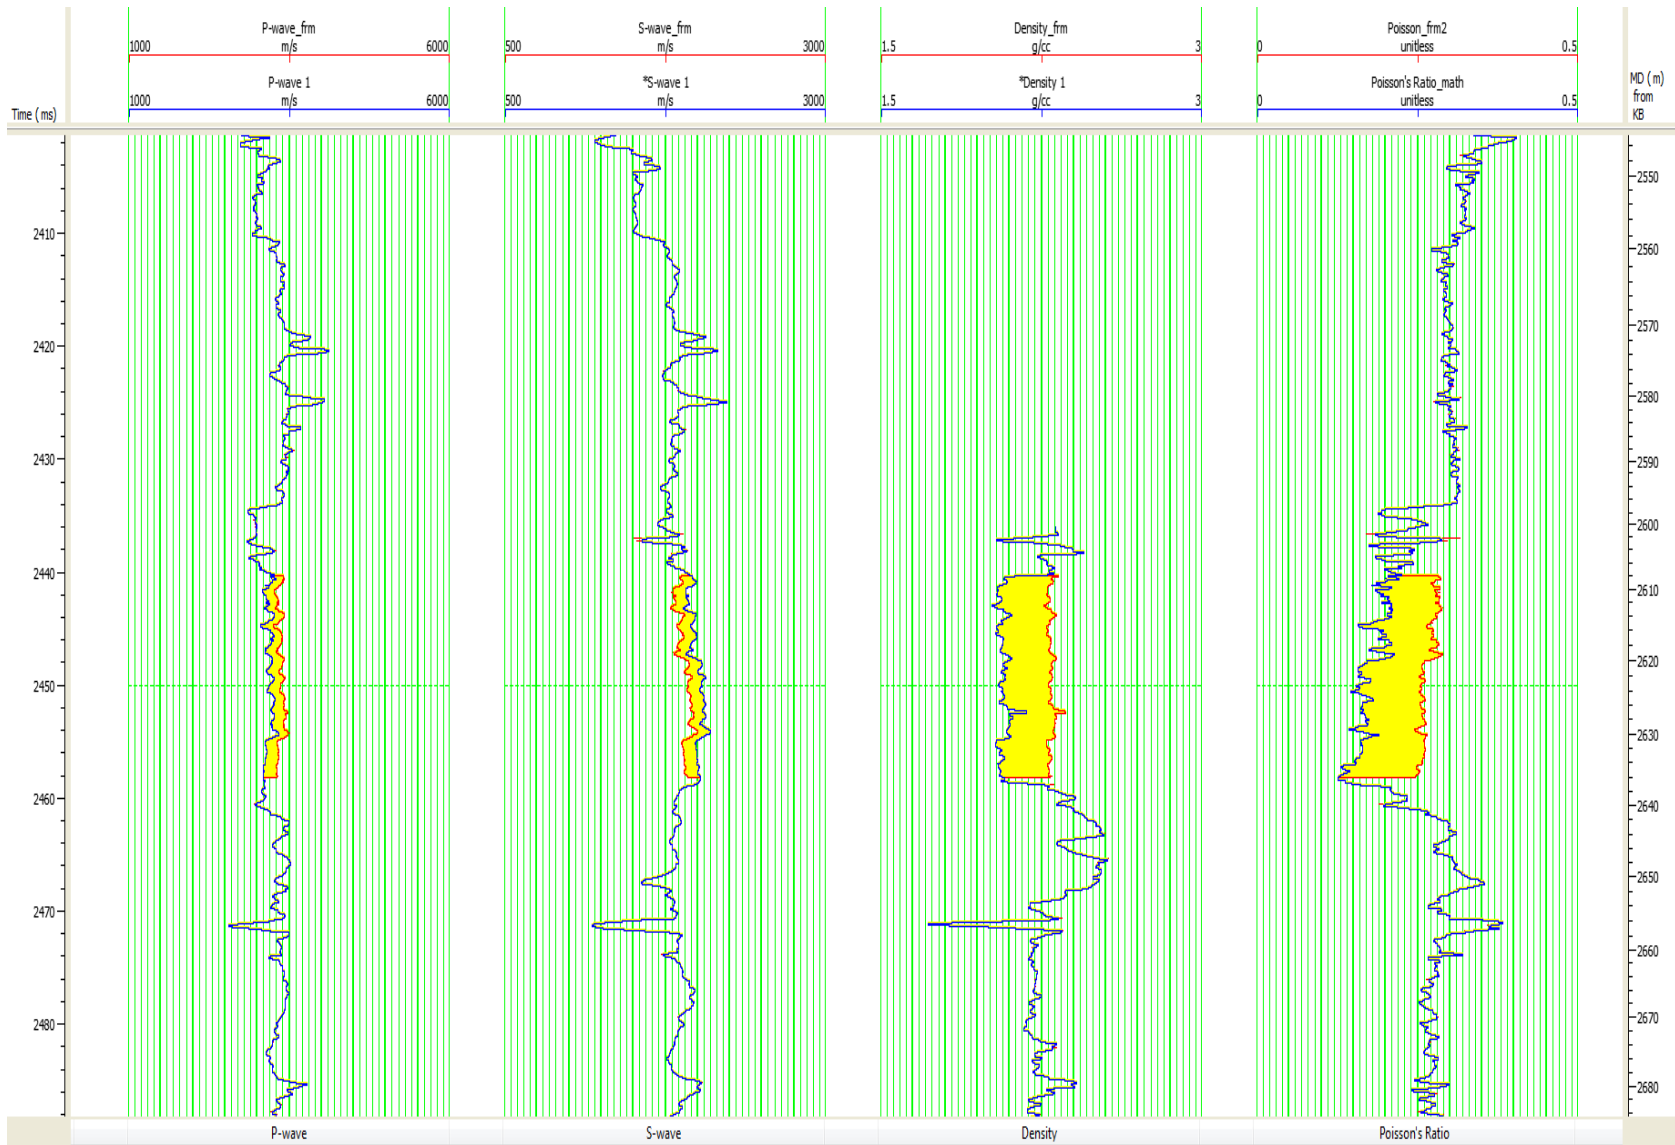 P-wave_frm S-wave_frm Density_frm Poisson_frm2
1000 m/s 6000 500 m/s 3000 1.5 g/cc 3 0 unitless 0.5
P-wave 1 *S-wave 1 *Density 1 Poisson's Ratio_math
1000 m/s 6000 500 m/s 3000 1.5 g/cc 3 0 unitless 0.5
Time (ms)
MD (m)
from
KB
2550
2410
2560
2570
2420
2580
2430
2590
2600
2440
2610
2620
2450
2630
2460
2640
2650
2470
2660
2670
2480
2680
P-wave S-wave Density Poisson's Ratio